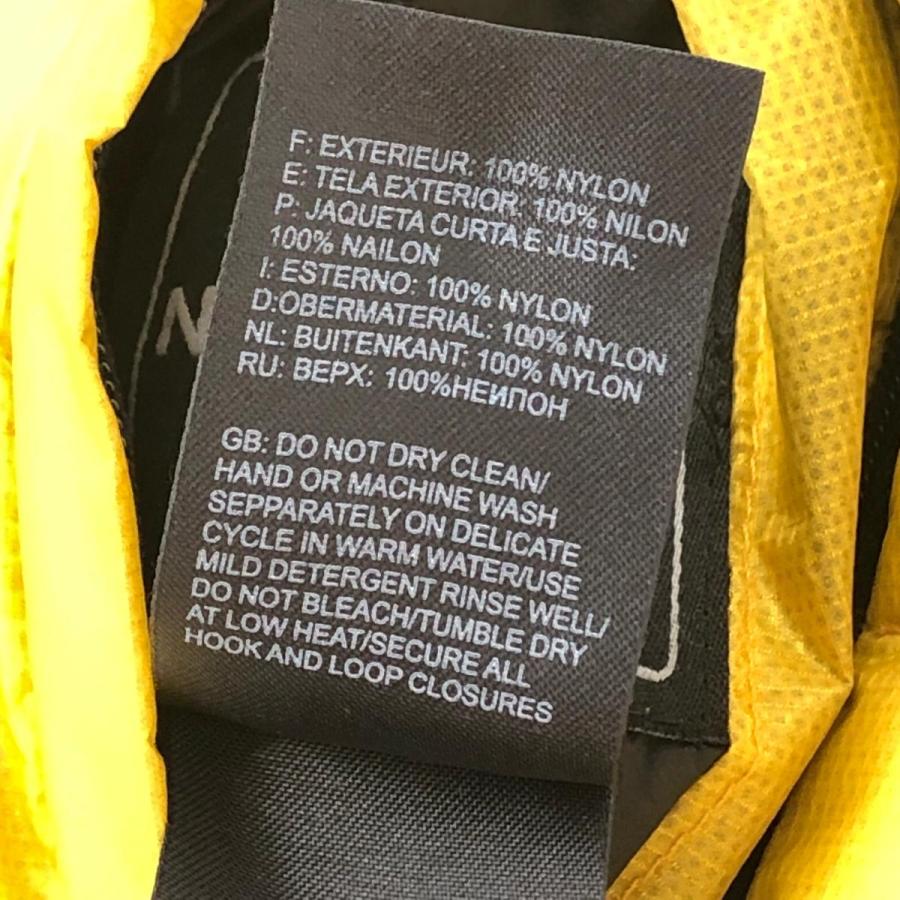 F: EXTERIEUR: 100% NYLON
E: TELA EXTERIOR: 100% NILON
P: JAQUETA CURTA E JUSTA:
100% NAILON
I: ESTERNO: 100% NYLON
D:OBERMATERIAL: 100% NYLON
NL: BUITENKANT: 100% NYLON
RU: ВЕРХ: 100%НЕИПОН
GB: DO NOT DRY CLEAN/
HAND OR MACHINE WASH
SEPPARATELY ON DELICATE
CYCLE IN WARM WATER/USE
MILD DETERGENT RINSE WELL/
DO NOT BLEACH/TUMBLE DRY
AT LOW HEAT/SECURE ALL
HOOK AND LOOP CLOSURES